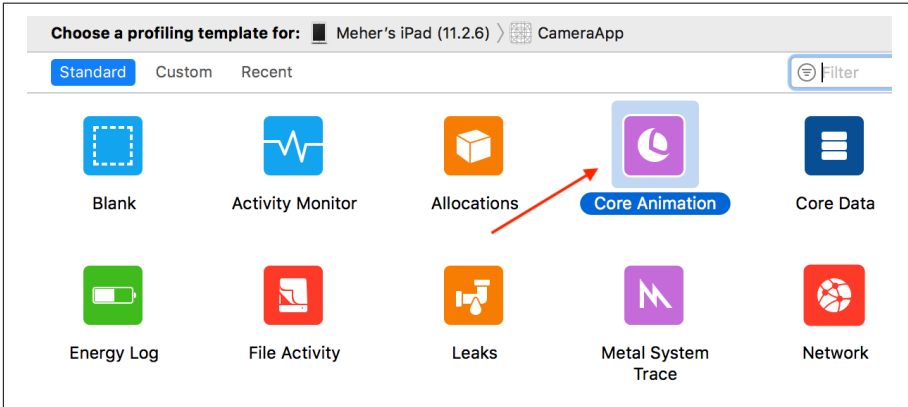 Choose a profiling template for: Meher's iPad (11.2.6) CameraApp
Standard Custom Recent Filter
Blank Activity Monitor Allocations Core Animation Core Data
Energy Log File Activity Leaks Metal System Trace Network